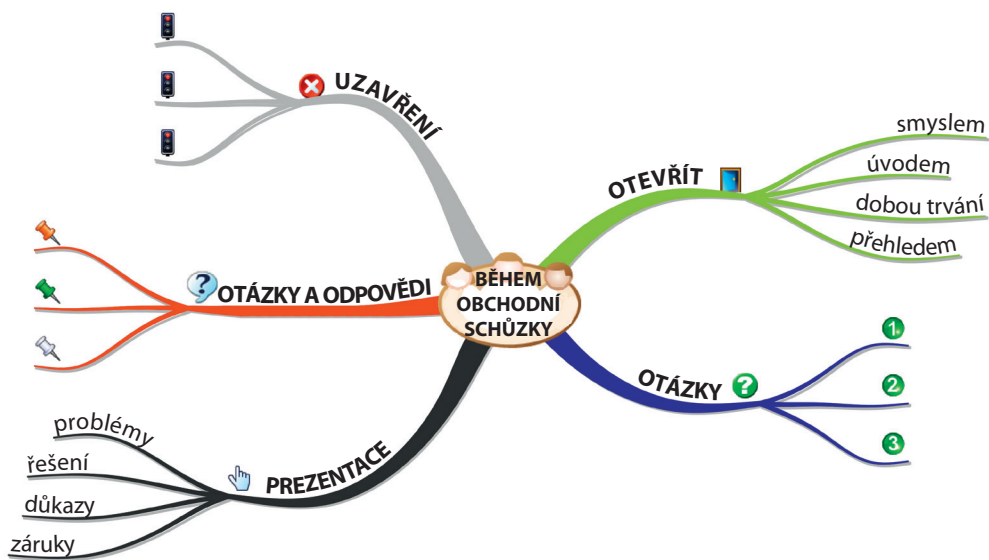 BĚHEM
OBCHODNÍ
SCHŮZKY
OTEVŘÍT
smyslem
úvodem
dobou trvání
přehledem
OTÁZKY
1
2
3
PREZENTACE
problémy
řešení
důkazy
záruky
OTÁZKY A ODPOVĚDI
UZAVŘENÍ